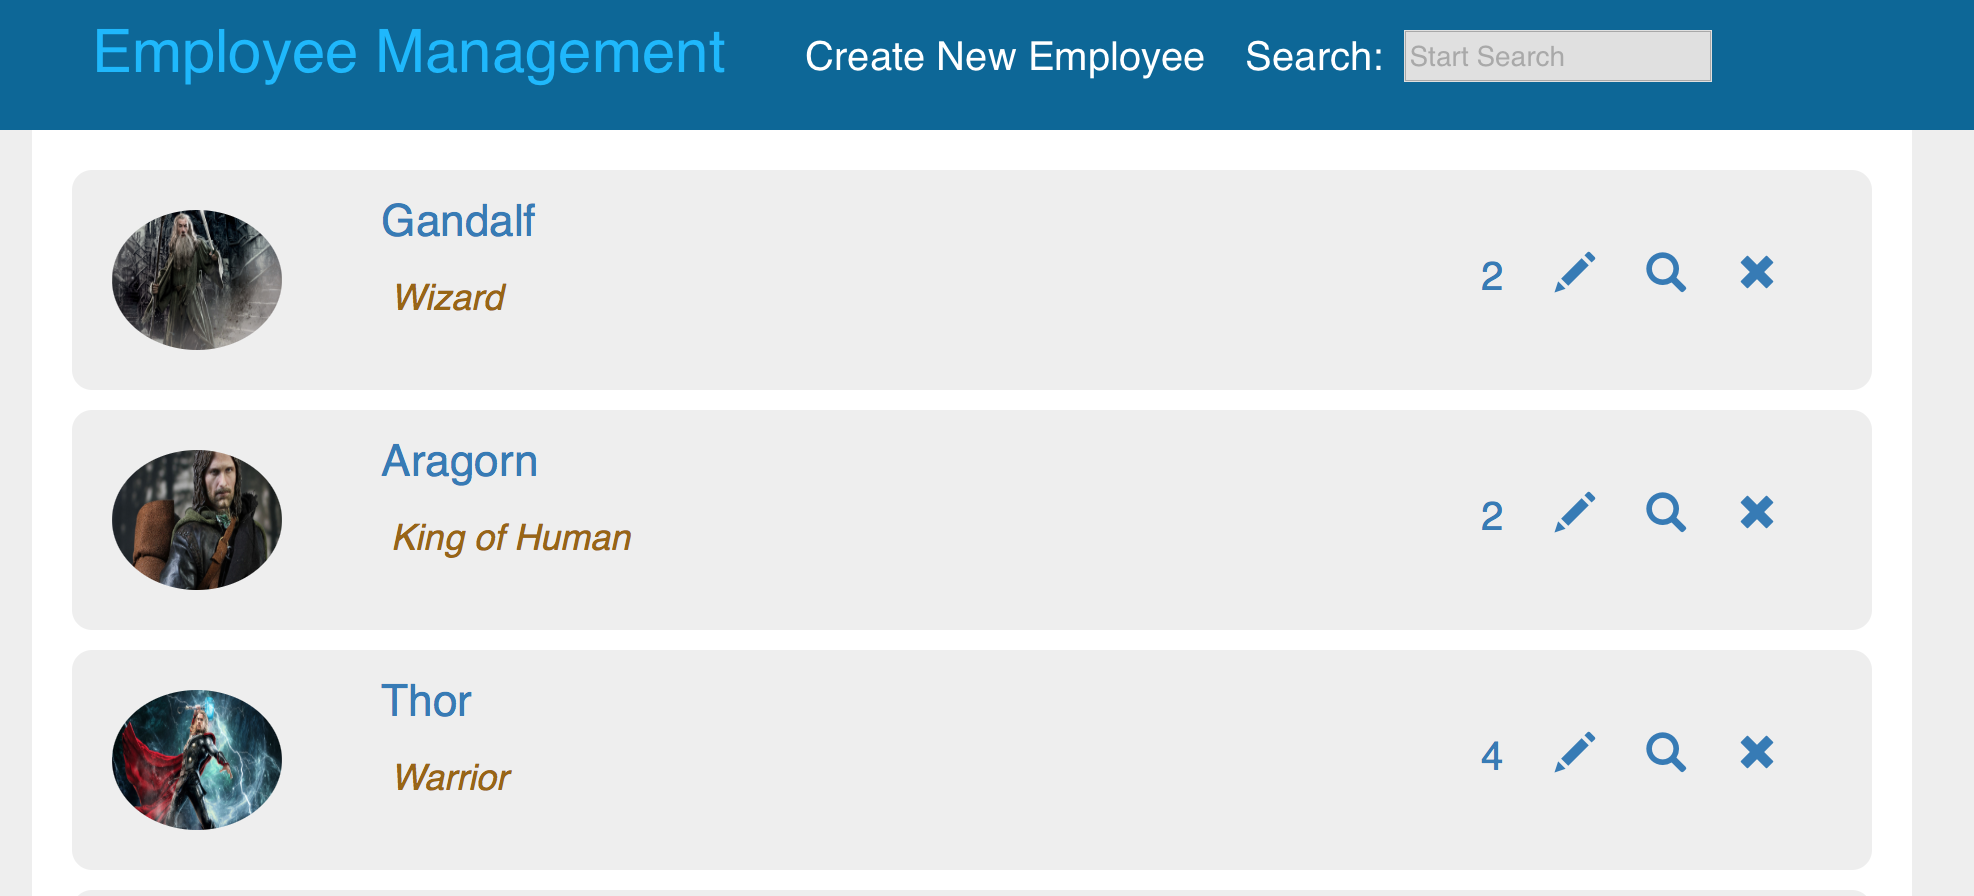 Employee Management Create New Employee Search: Start Search
Gandalf
Wizard
2
Aragorn
King of Human
2
Thor
Warrior
4